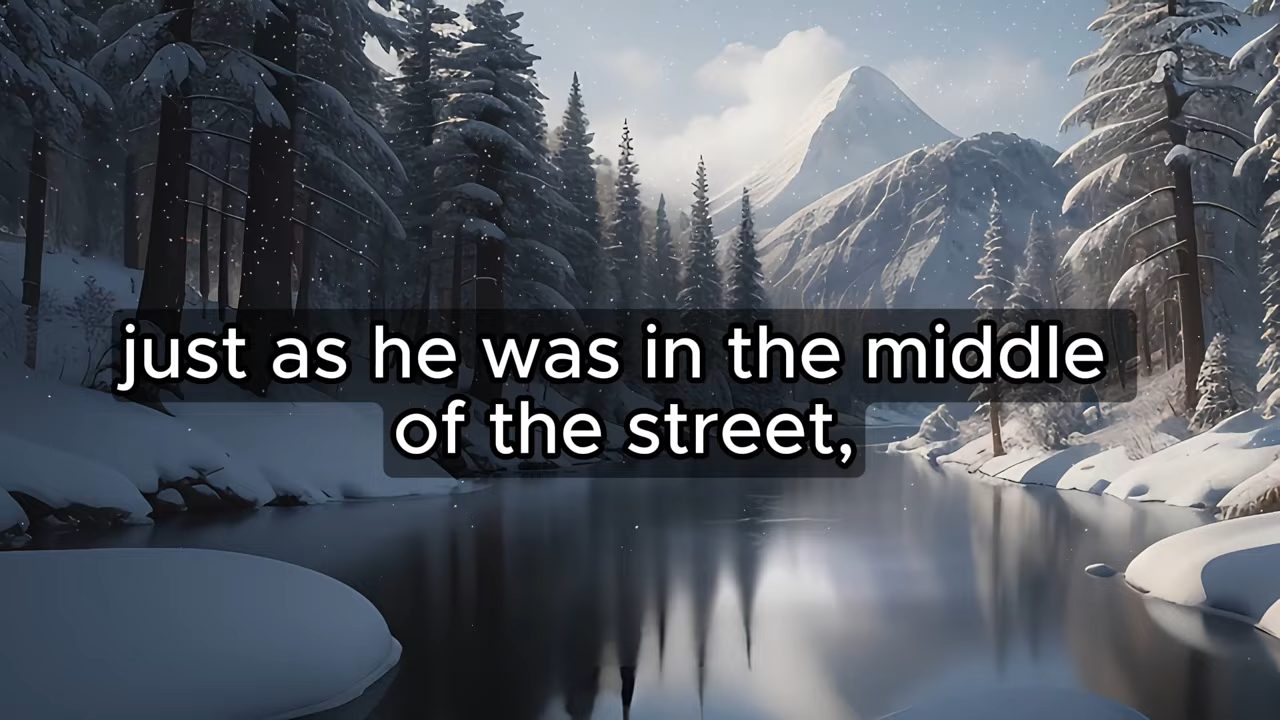 just as he was in the middle
of the street,